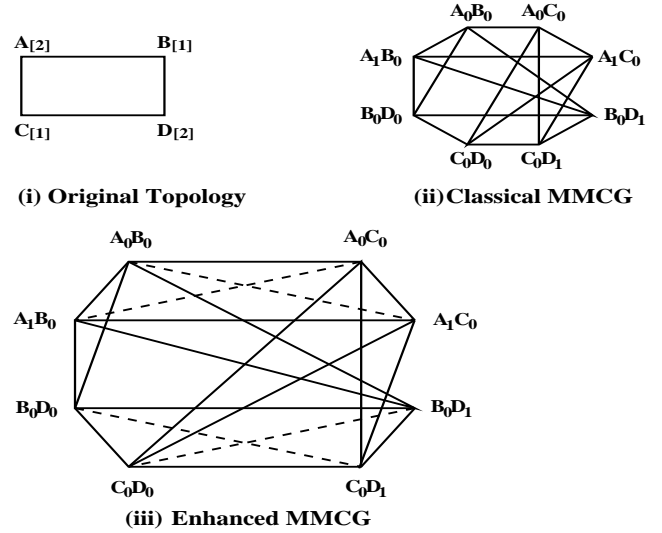 A[2] B[1]
C[1] D[2]
(i) Original Topology
A0B0 A0C0
A1B0 A1C0
B0D0 B0D1
C0D0 C0D1
(ii) Classical MMCG
A0B0 A0C0
A1B0 A1C0
B0D0 B0D1
C0D0 C0D1
(iii) Enhanced MMCG